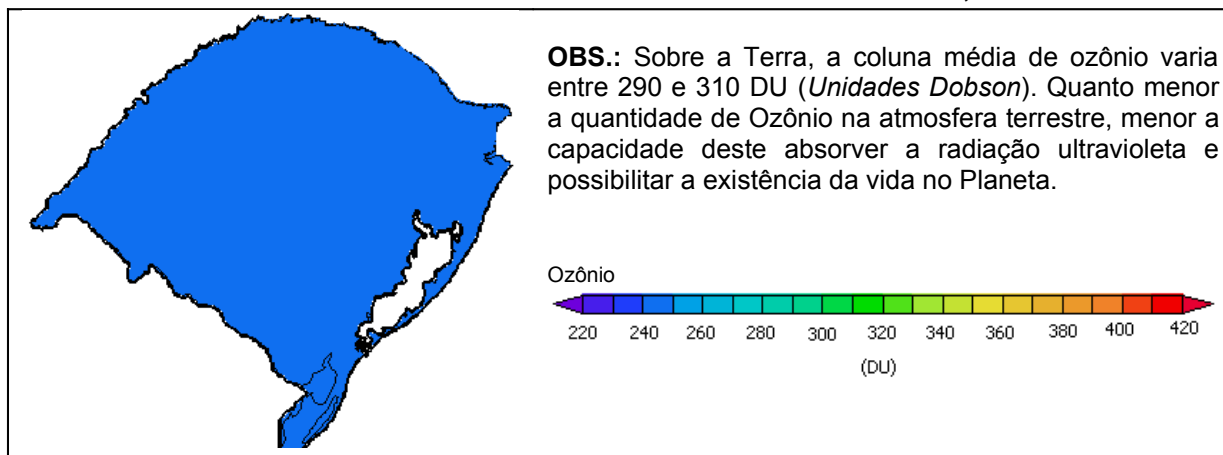 OBS.: Sobre a Terra, a coluna média de ozônio varia
entre 290 e 310 DU (Unidades Dobson). Quanto menor
a quantidade de Ozônio na atmosfera terrestre, menor a
capacidade deste absorver a radiação ultravioleta e
possibilitar a existência da vida no Planeta.
Ozônio
220 240 260 280 300 320 340 360 380 400 420
(DU)